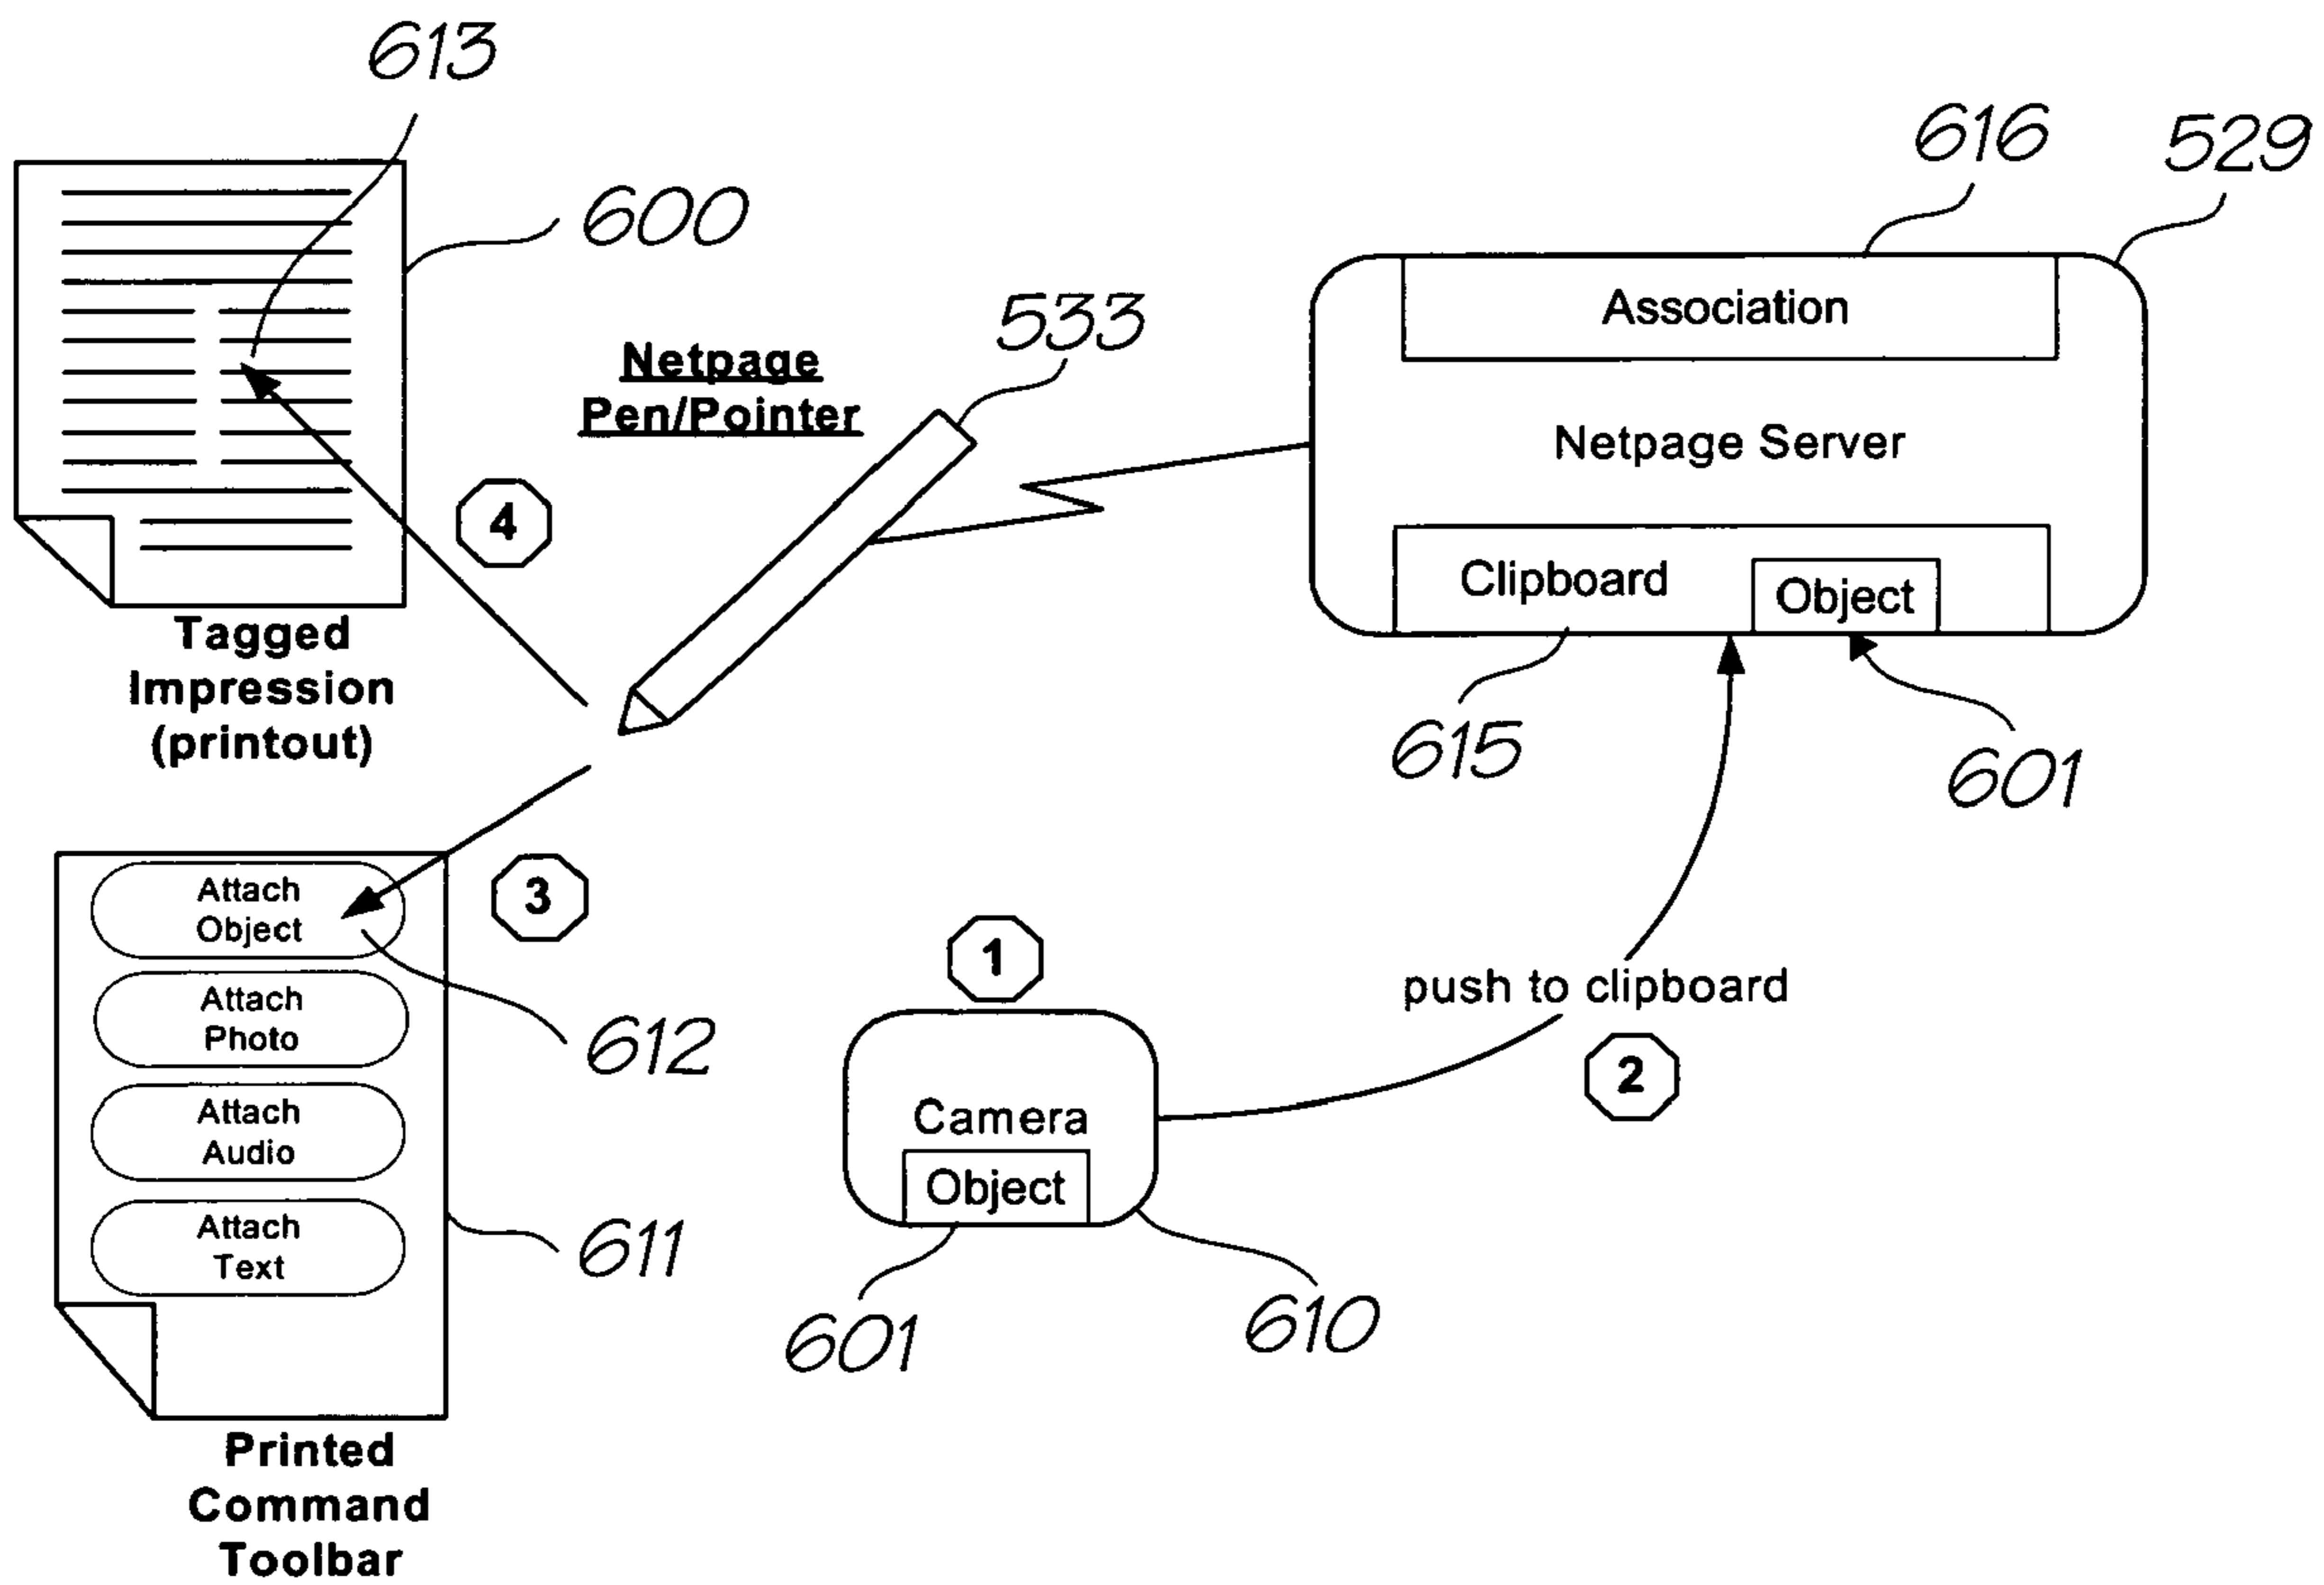 613
616
529
600
533
Association
Netpage
Pen/Pointer
Netpage Server
4
Clipboard
Object
Tagged
Impression
(printout)
615
601
Attach
Object
3
1
push to clipboard
Attach
Photo
612
2
Camera
Attach
Audio
Object
Attach
Text
611
601
610
Printed
Command
Toolbar